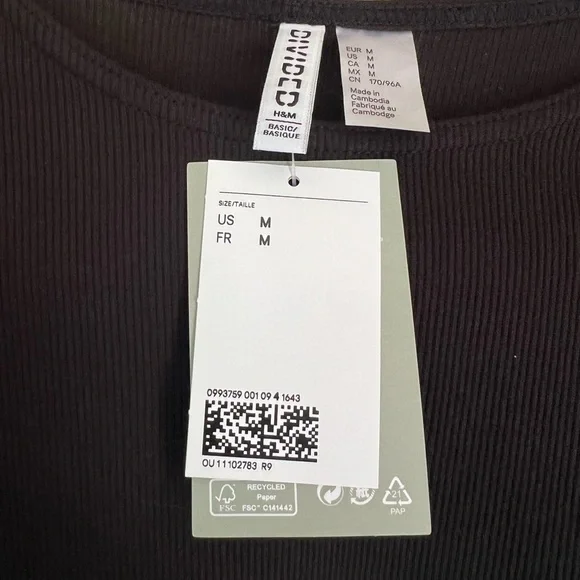 DIVIDED
H&M
BASIC/
BASIQUE
EUR M
US M
CA M
MX M
CN 170/96A
Made in
Cambodia
Fabriqué au
Cambodge
SIZE/TAILLE
US M
FR M
0993759 001 09 4 1643
OU11102783 R9
FSC
RECYCLED
Paper
FSC® C141442
21
PAP